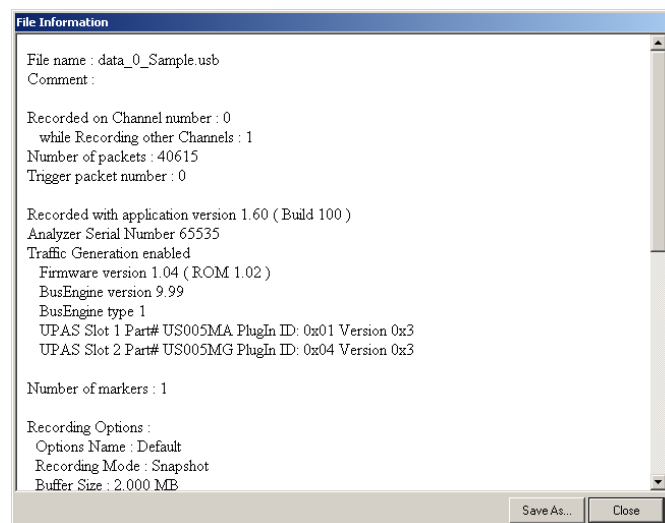 File Information
File name : data_0_Sample.usb
Comment :
Recorded on Channel number : 0
while Recording other Channels : 1
Number of packets : 40615
Trigger packet number : 0
Recorded with application version 1.60 ( Build 100 )
Analyzer Serial Number 65535
Traffic Generation enabled
Firmware version 1.04 ( ROM 1.02 )
BusEngine version 9.99
BusEngine type 1
UPAS Slot 1 Part# US005MA PlugIn ID: 0x01 Version 0x3
UPAS Slot 2 Part# US005MG PlugIn ID: 0x04 Version 0x3
Number of markers : 1
Recording Options :
Options Name : Default
Recording Mode : Snapshot
Buffer Size : 2.000 MB
Save As... Close